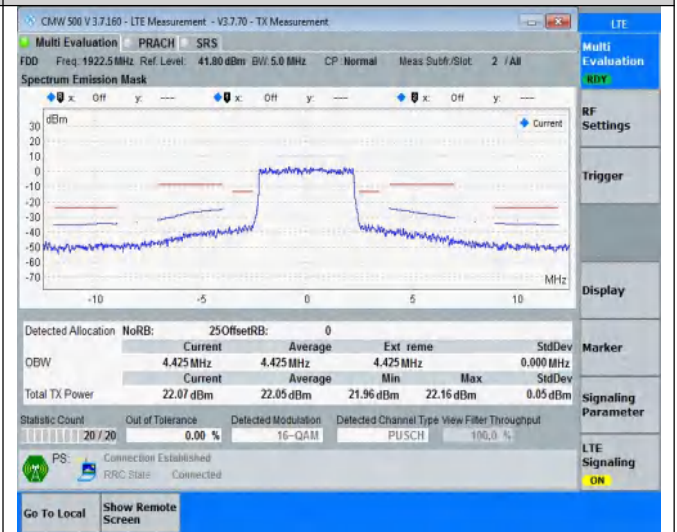 CMW 500 V 3.7.160 - LTE Measurement - V3.7.70 - TX Measurement
LTE
Multi Evaluation PRACH SRS
Multi Evaluation
RDY
FDD Freq: 1922.5 MHz Ref. Level: 41.80 dBm BW: 5.0 MHz CP: Normal Meas Subfr./Slot: 2 / All
Spectrum Emission Mask
x: Off y: --- x: Off y: --- x: Off y: ---
RF Settings
dBm
Current
30
20
10
0
-10
-20
-30
-40
-50
-60
-70
MHz
-10 -5 0 5 10
Trigger
Display
Detected Allocation NoRB: 25 OffsetRB: 0
Current Average Ext reme StdDev
OBW 4.425 MHz 4.425 MHz 4.425 MHz 0.000 MHz
Current Average Min Max StdDev
Total TX Power 22.07 dBm 22.05 dBm 21.96 dBm 22.16 dBm 0.05 dBm
Marker
Signaling Parameter
Statistic Count Out of Tolerance Detected Modulation Detected Channel Type View Filter Throughput
20 / 20 0.00 % 16-QAM PUSCH 100.0 %
PS: Connection Established
RRC State Connected
LTE Signaling
ON
Go To Local
Show Remote Screen